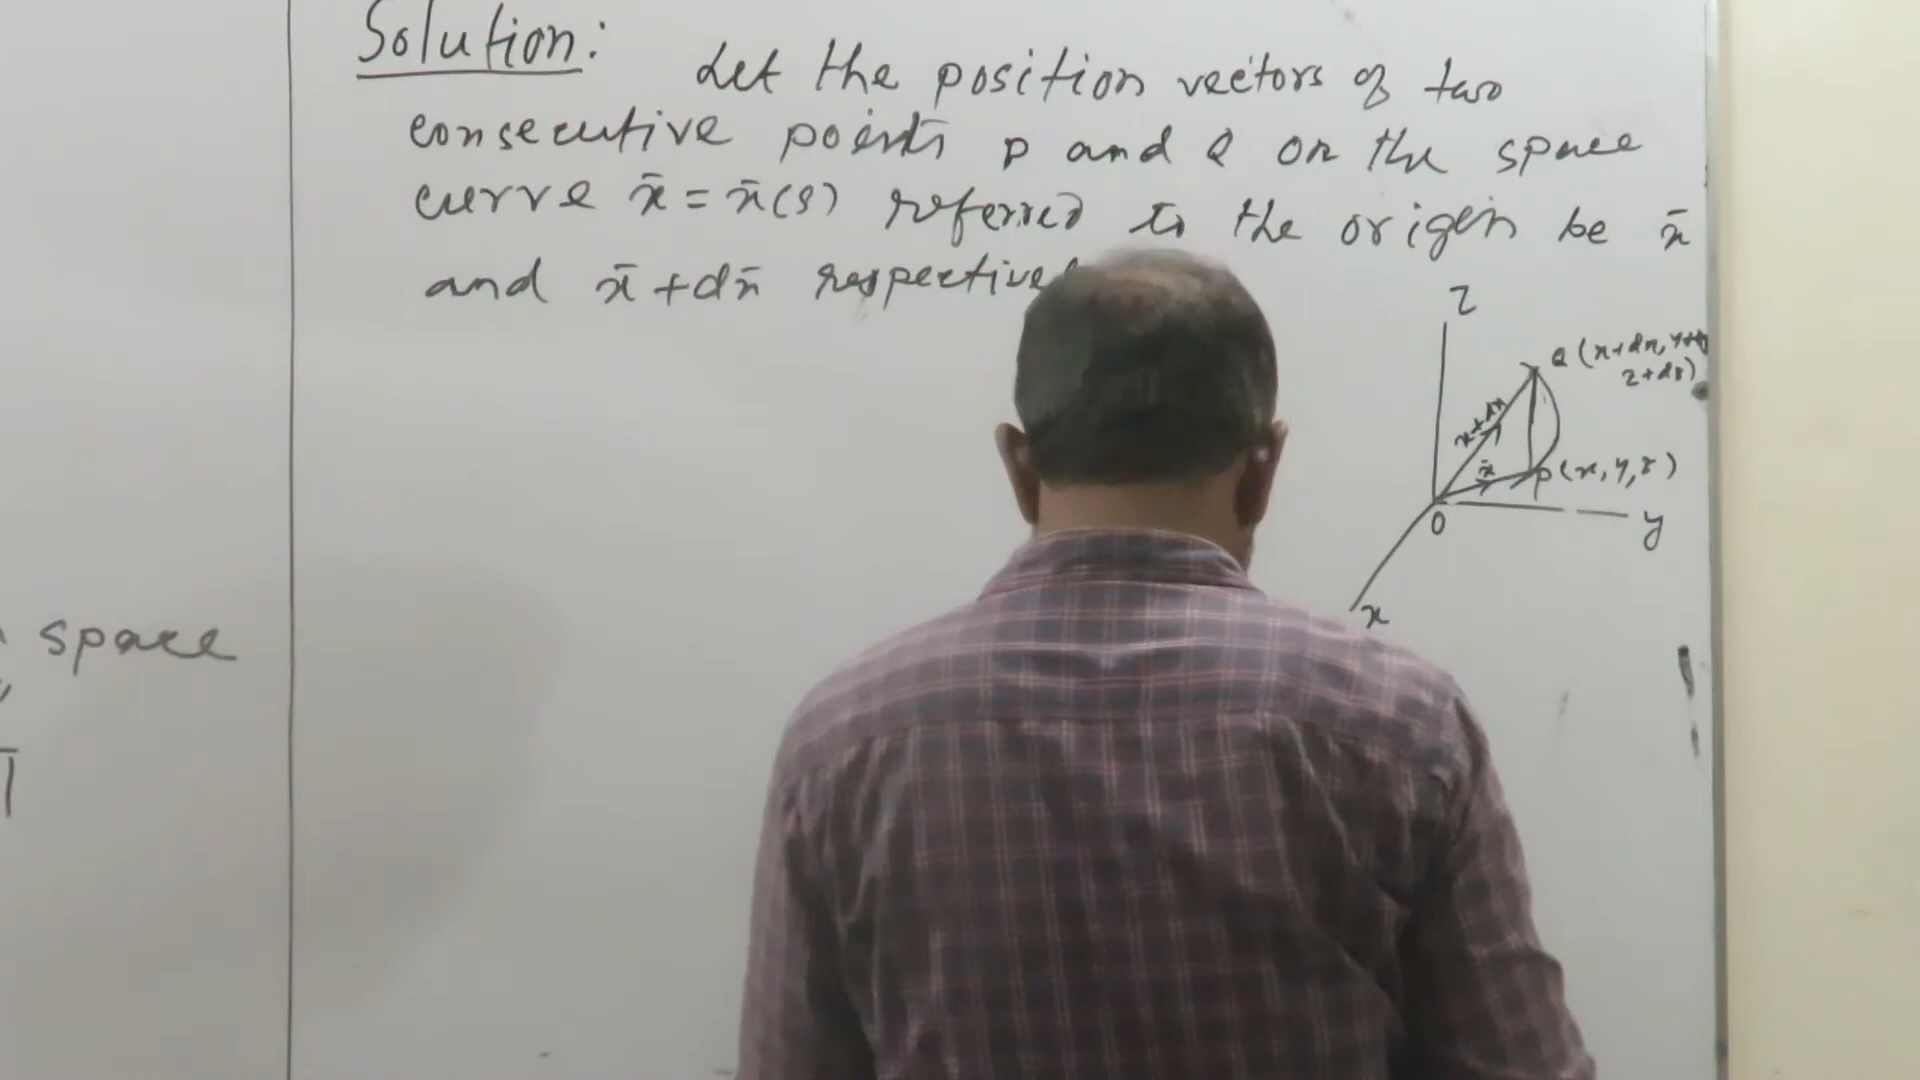 Solution:
Let the position vectors of two
consecutive points P and Q on the space
curve x̄ = x̄(s) referred to the origin be x̄
and x̄ + dx̄
Z
Q (x+dx, y+dy
z+dz)
x+dx
x̄
P(x, y, z)
O
y
x
space